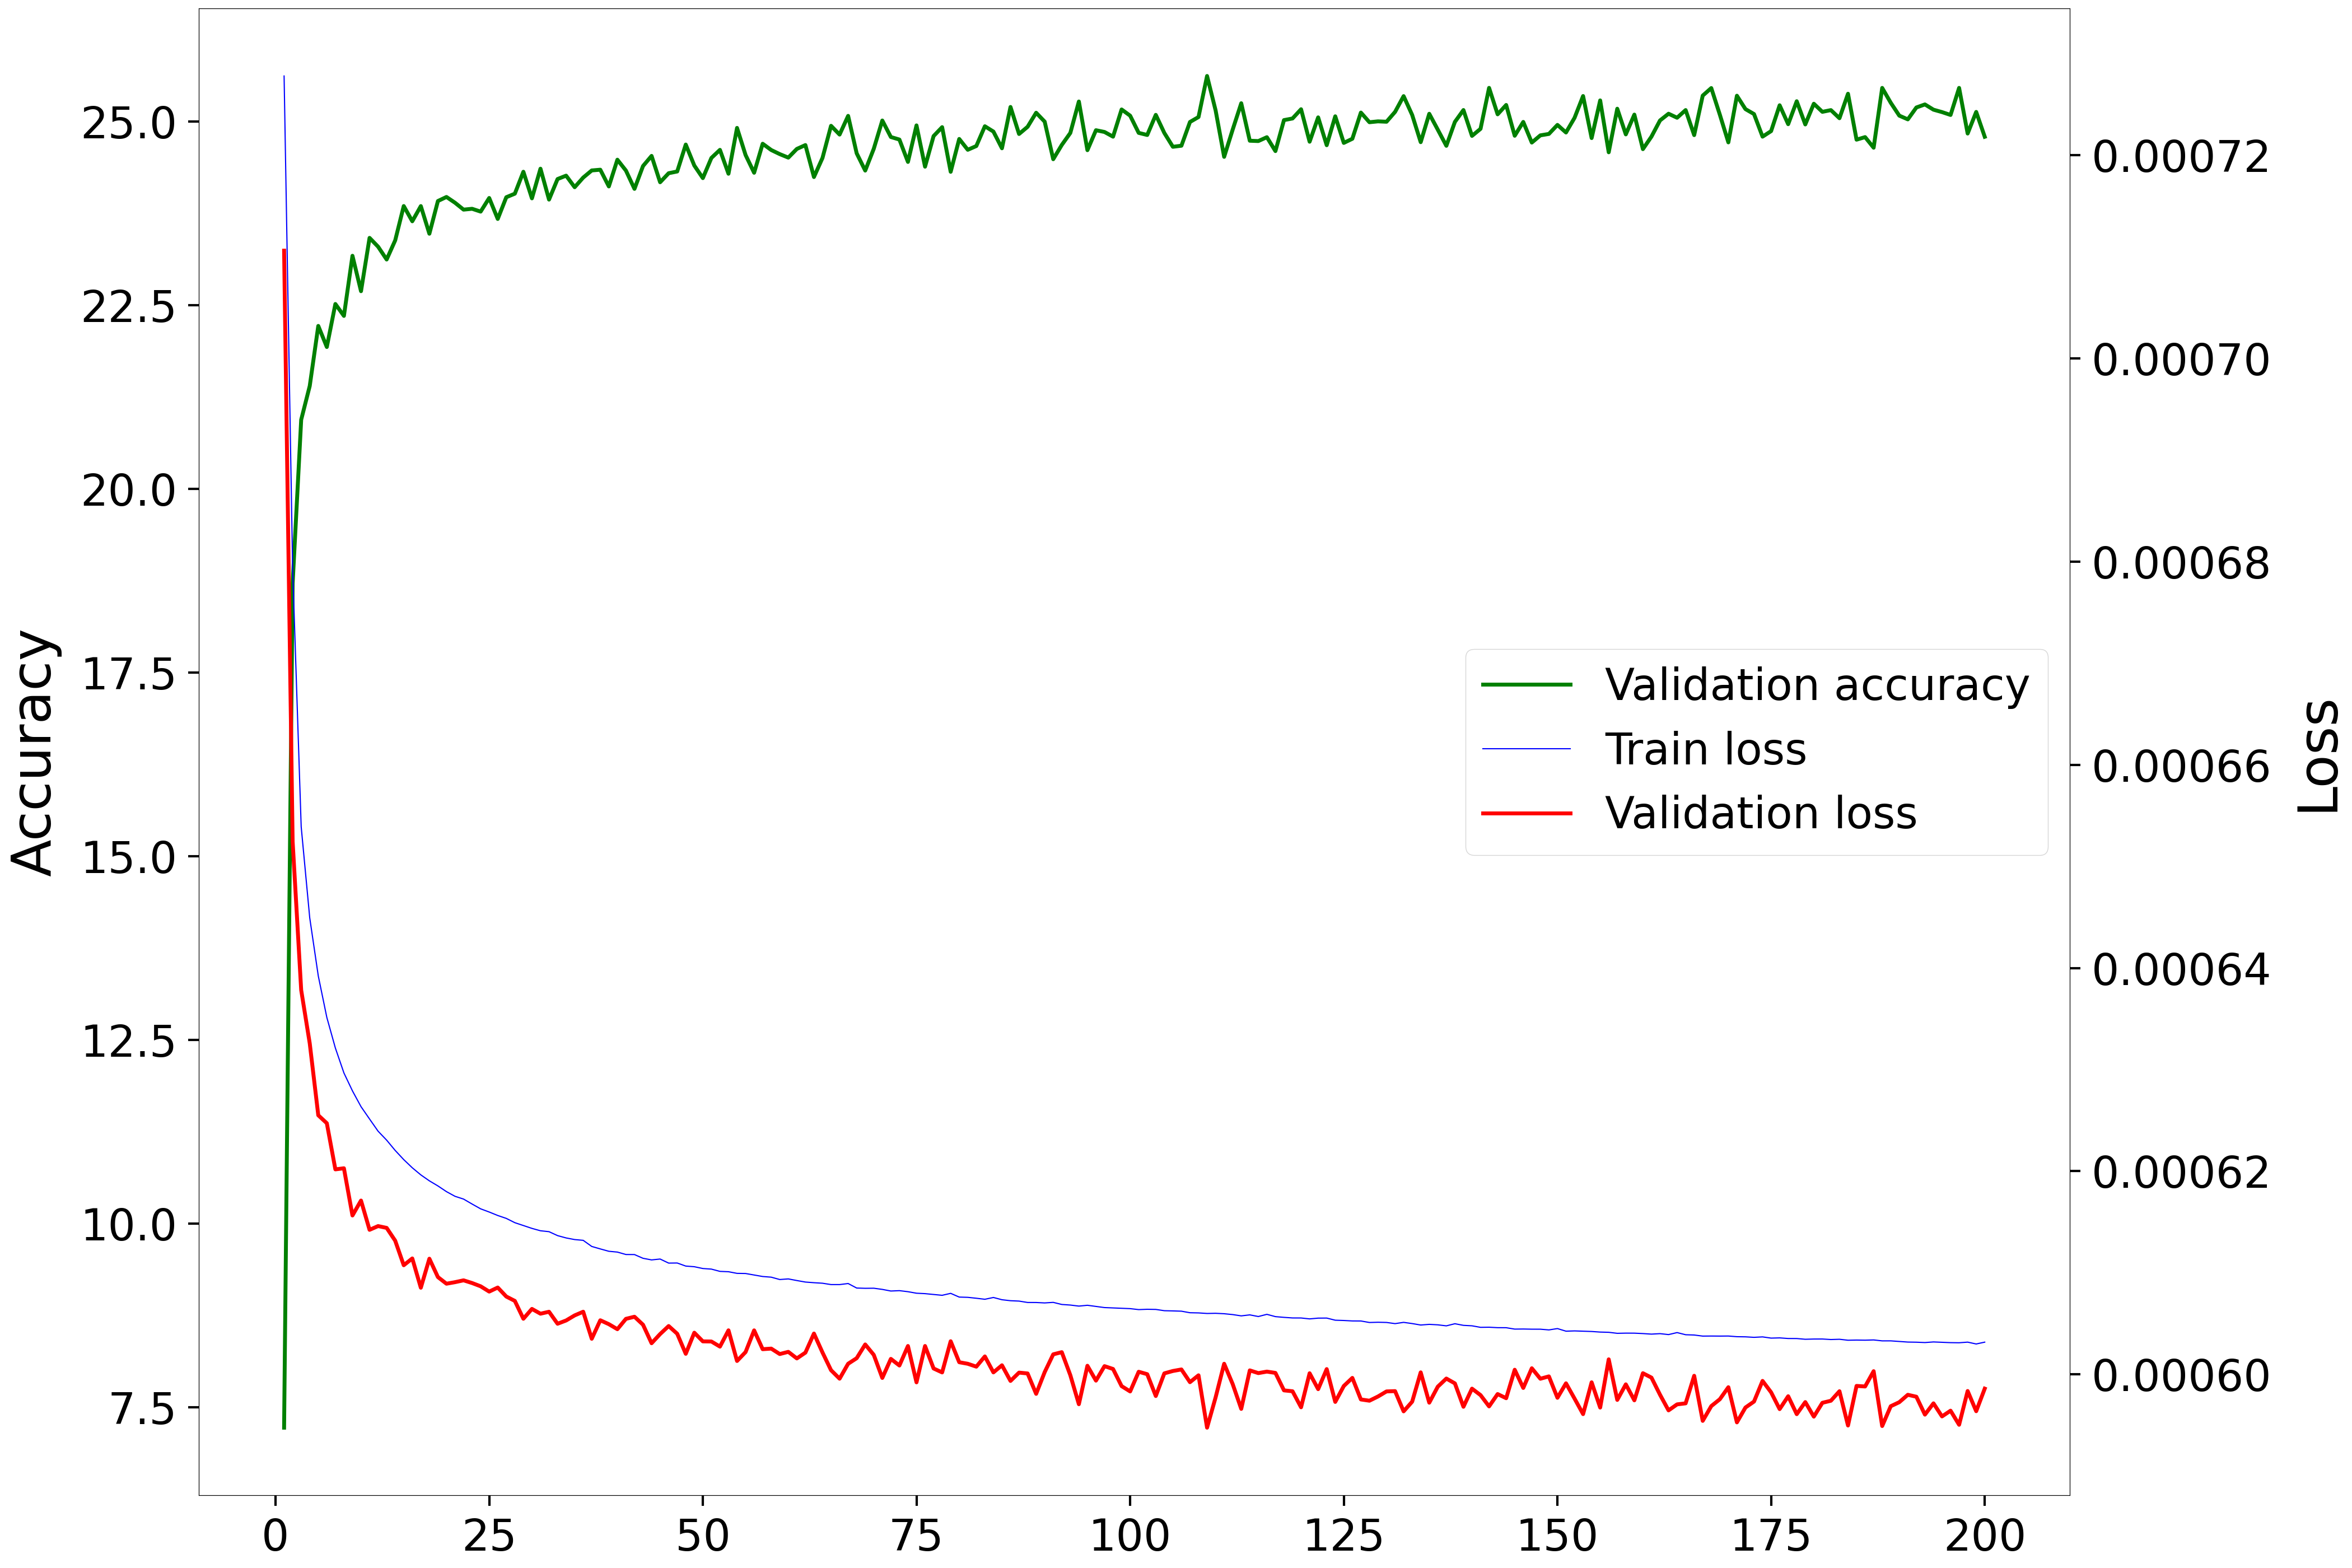 Accuracy
25.0
22.5
20.0
17.5
15.0
12.5
10.0
7.5
0.00072
0.00070
0.00068
0.00066
0.00064
0.00062
0.00060
Loss
Validation accuracy
Train loss
Validation loss
0 25 50 75 100 125 150 175 200